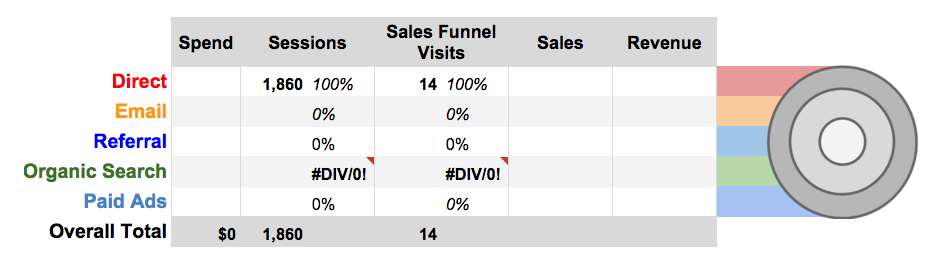 Spend Sessions Sales Funnel Visits Sales Revenue
Direct 1,860 100% 14 100%
Email 0% 0%
Referral 0% 0%
Organic Search #DIV/0! #DIV/0!
Paid Ads 0% 0%
Overall Total $0 1,860 14